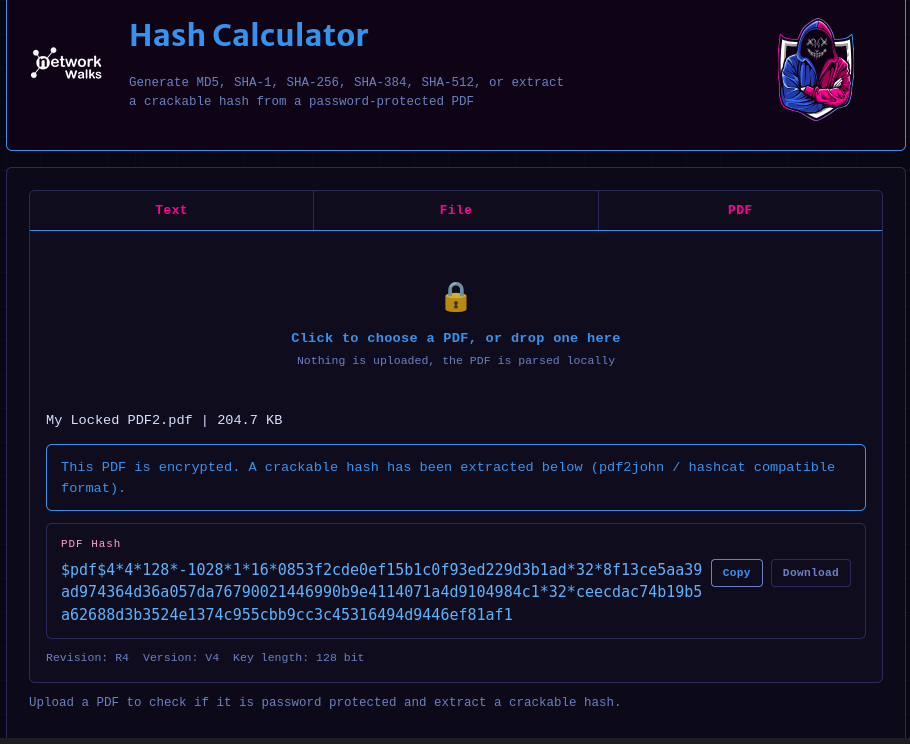 Hash Calculator
network
Walks
Generate MD5, SHA-1, SHA-256, SHA-384, SHA-512, or extract
a crackable hash from a password-protected PDF
Text
File
PDF
Click to choose a PDF, or drop one here
Nothing is uploaded, the PDF is parsed locally
My Locked PDF2.pdf | 204.7 KB
This PDF is encrypted. A crackable hash has been extracted below (pdf2john / hashcat compatible
format).
PDF Hash
$pdf$4*4*128*-1028*1*16*0853f2cde0ef15b1c0f93ed229d3b1ad*32*8f13ce5aa39
ad974364d36a057da76790021446990b9e4114071a4d9104984c1*32*ceecdac74b19b5
a62688d3b3524e1374c955cbb9cc3c45316494d9446ef81af1
Copy
Download
Revision: R4  Version: V4  Key length: 128 bit
Upload a PDF to check if it is password protected and extract a crackable hash.